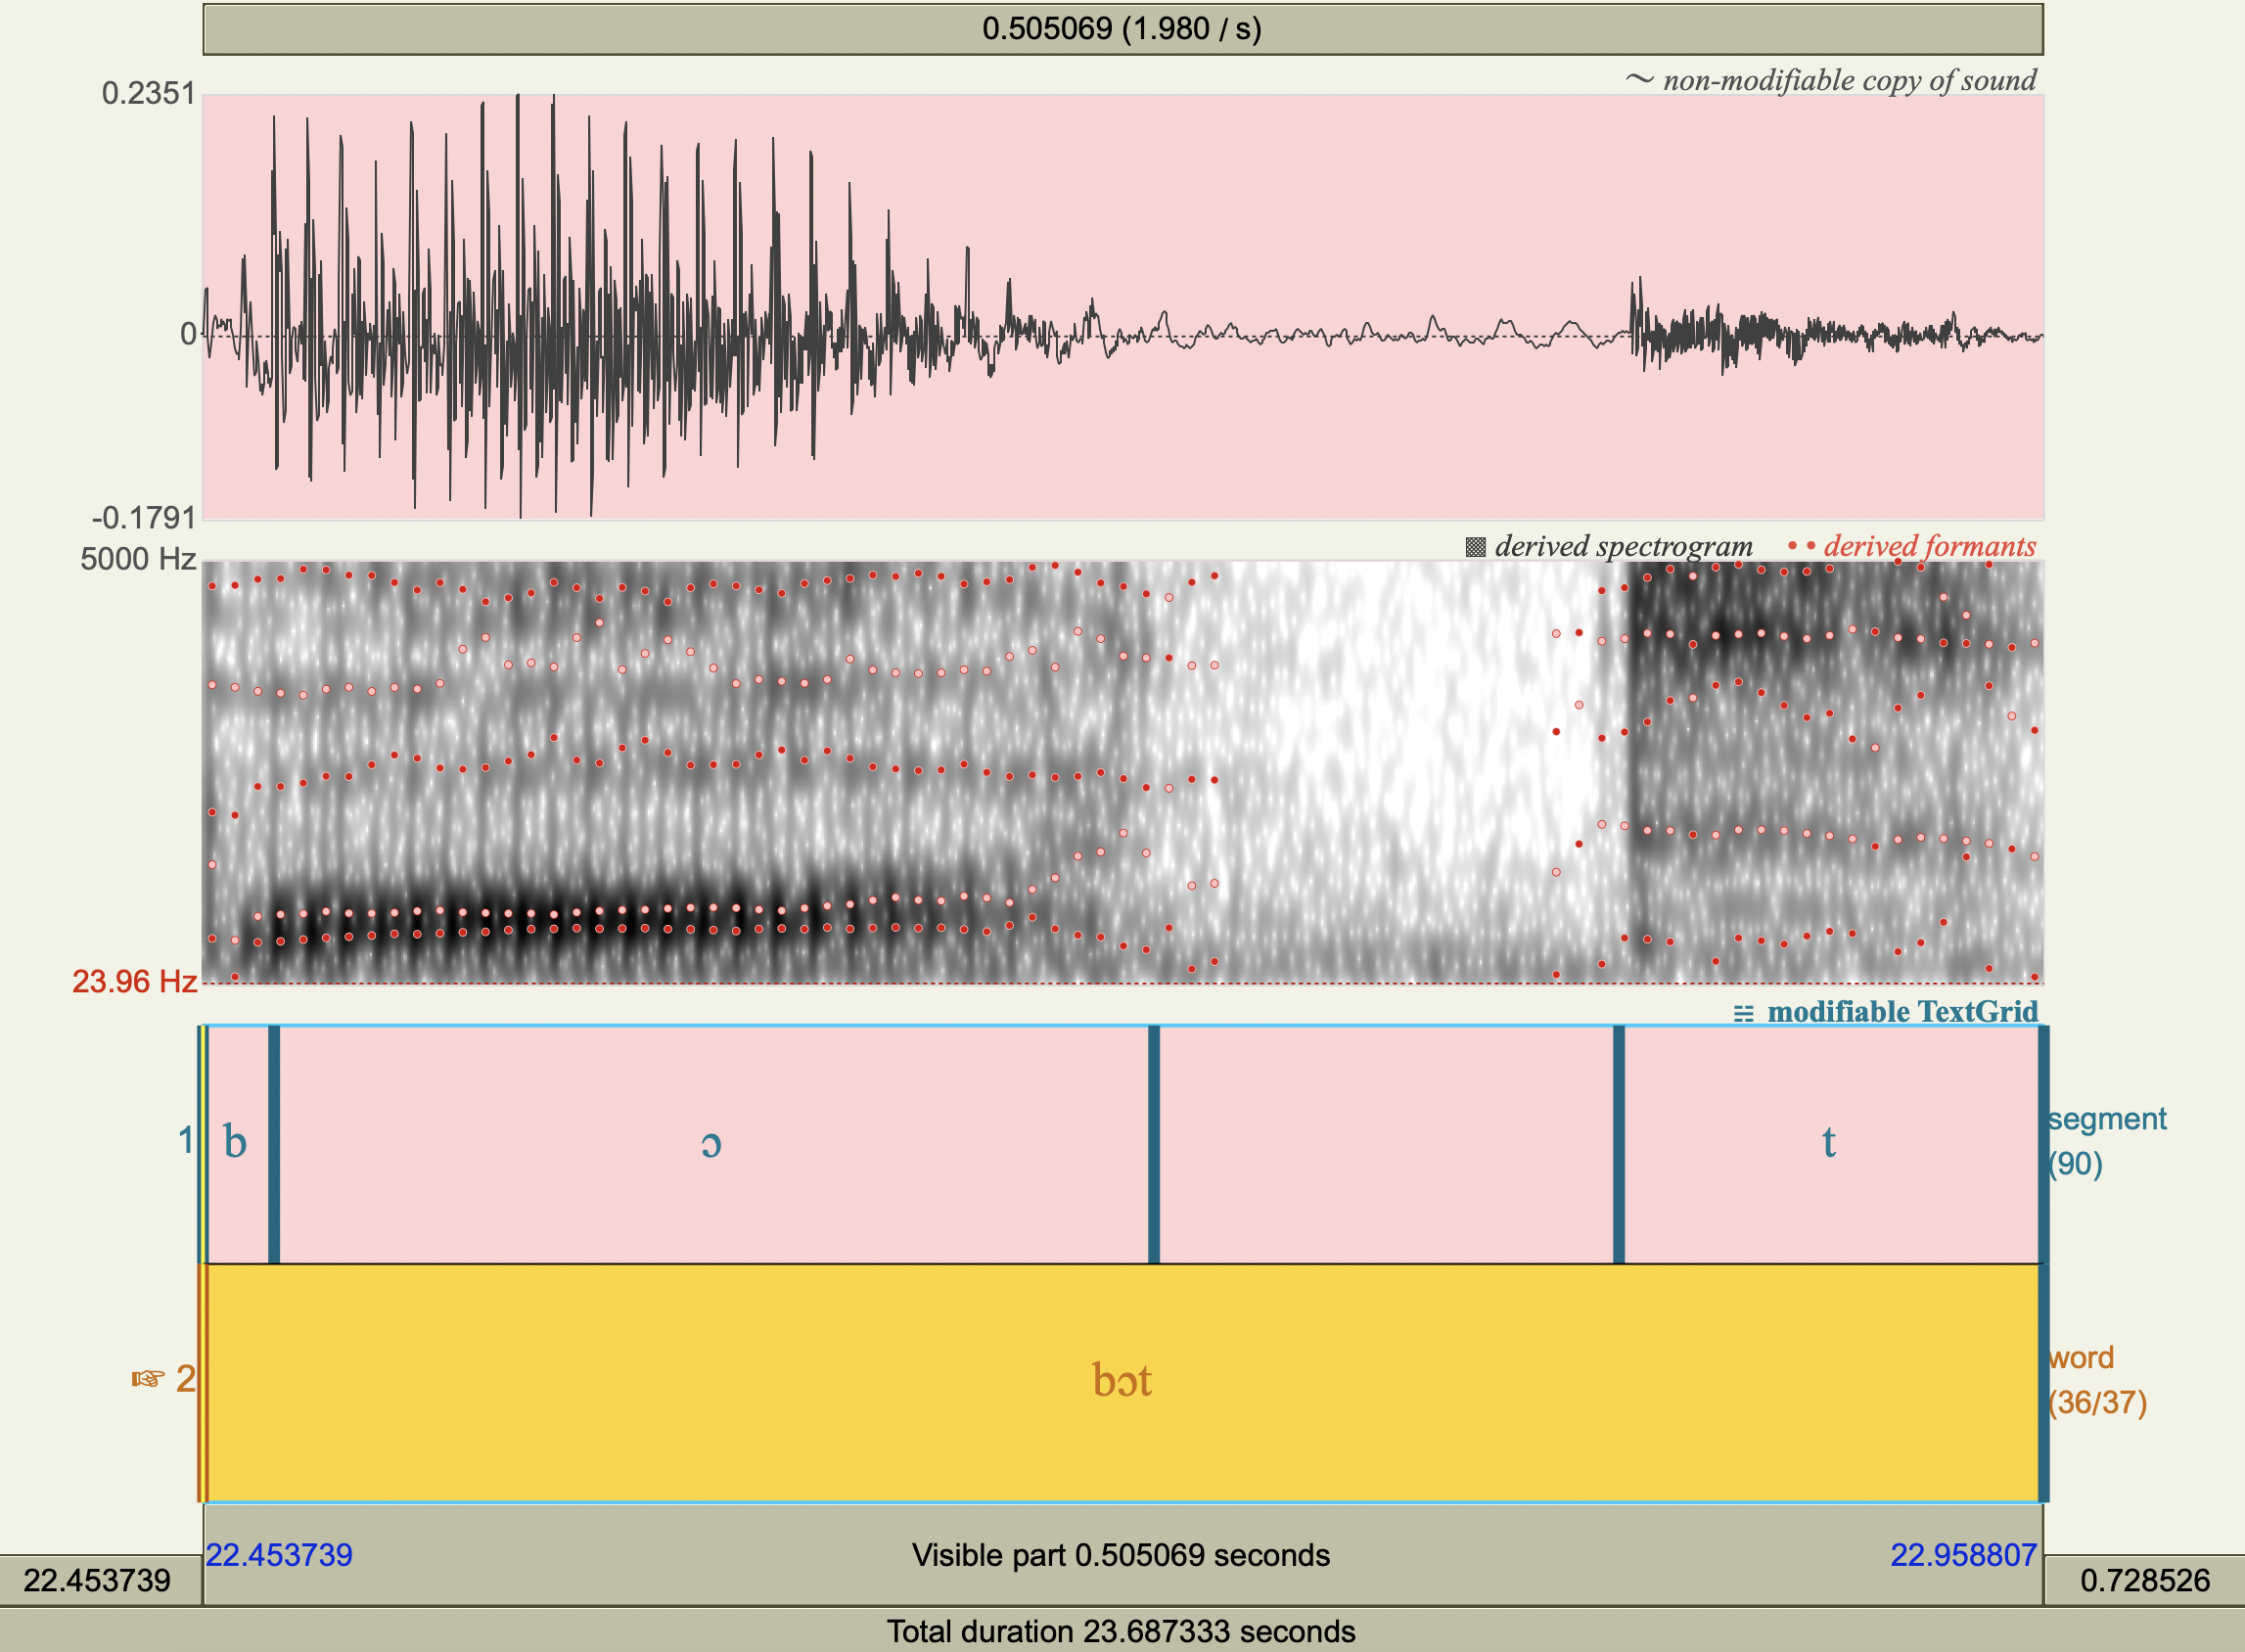 0.505069 (1.980 / s)
~ non-modifiable copy of sound
0.2351
0
-0.1791
5000 Hz
derived spectrogram
derived formants
23.96 Hz
modifiable TextGrid
1
b
ɔ
t
segment
(90)
☞ 2
bɔt
word
(36/37)
22.453739
Visible part 0.505069 seconds
22.958807
22.453739
0.728526
Total duration 23.687333 seconds